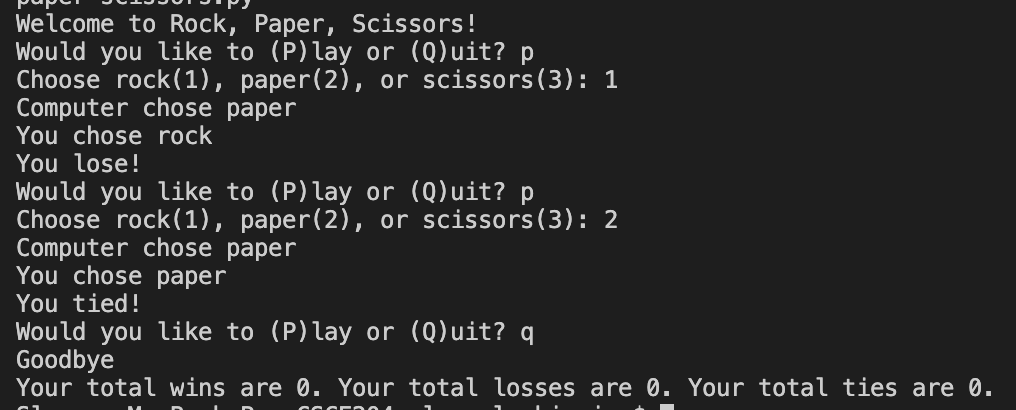 paper scissors.py
Welcome to Rock, Paper, Scissors!
Would you like to (P)lay or (Q)uit? p
Choose rock(1), paper(2), or scissors(3): 1
Computer chose paper
You chose rock
You lose!
Would you like to (P)lay or (Q)uit? p
Choose rock(1), paper(2), or scissors(3): 2
Computer chose paper
You chose paper
You tied!
Would you like to (P)lay or (Q)uit? q
Goodbye
Your total wins are 0. Your total losses are 0. Your total ties are 0.